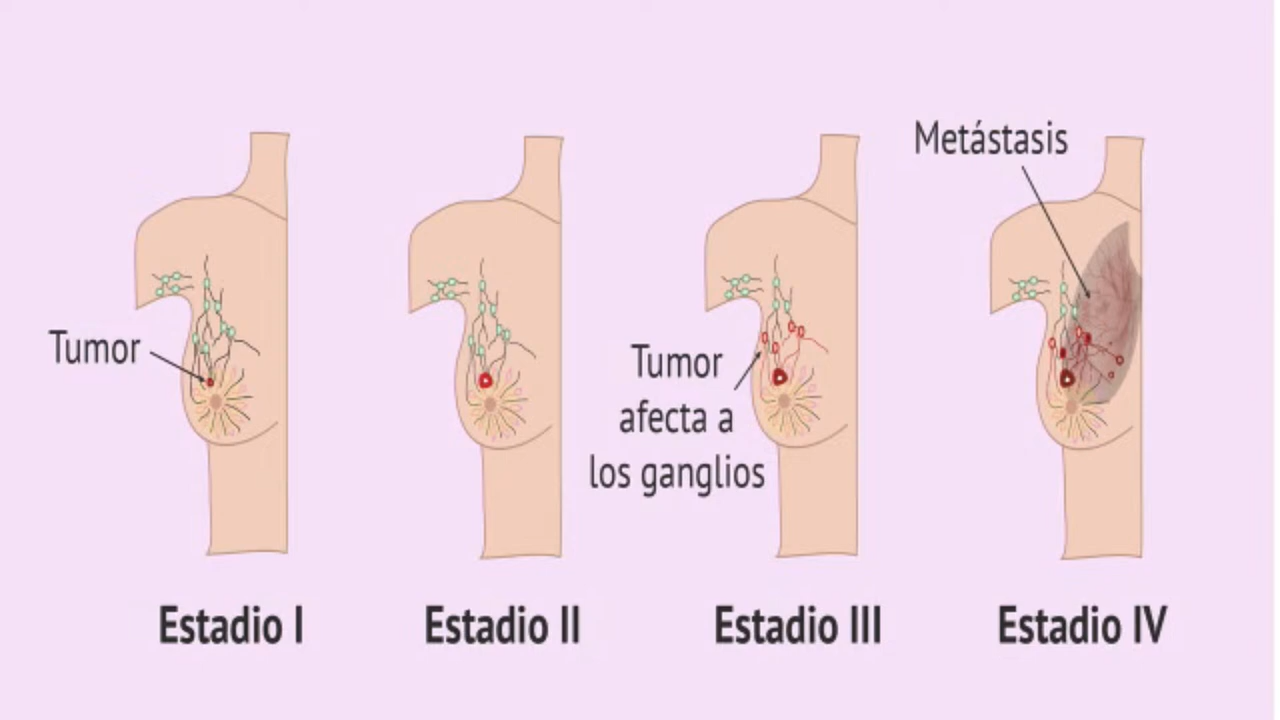 Metástasis
Tumor
Tumor
afecta a
los ganglios
Estadio I
Estadio II
Estadio III
Estadio IV